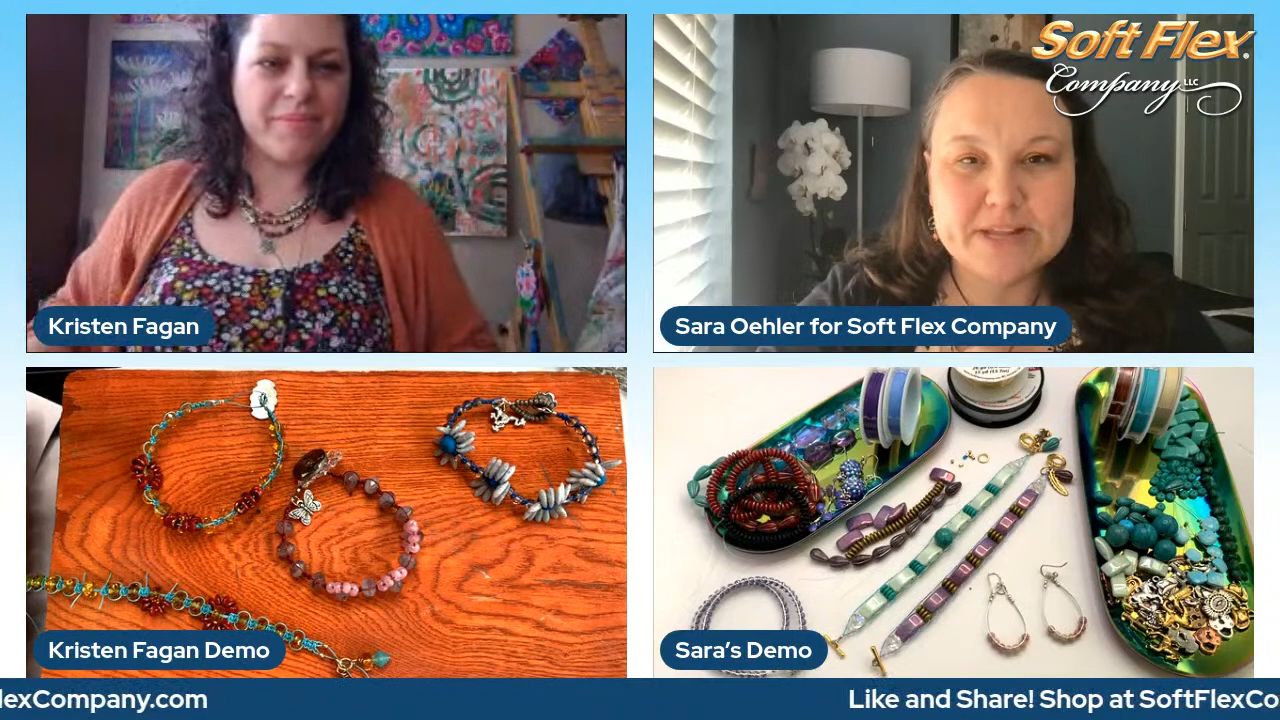 Soft Flex®
Company LLC
Kristen Fagan
Sara Oehler for Soft Flex Company
Kristen Fagan Demo
Sara's Demo
lexCompany.com
Like and Share! Shop at SoftFlexCo